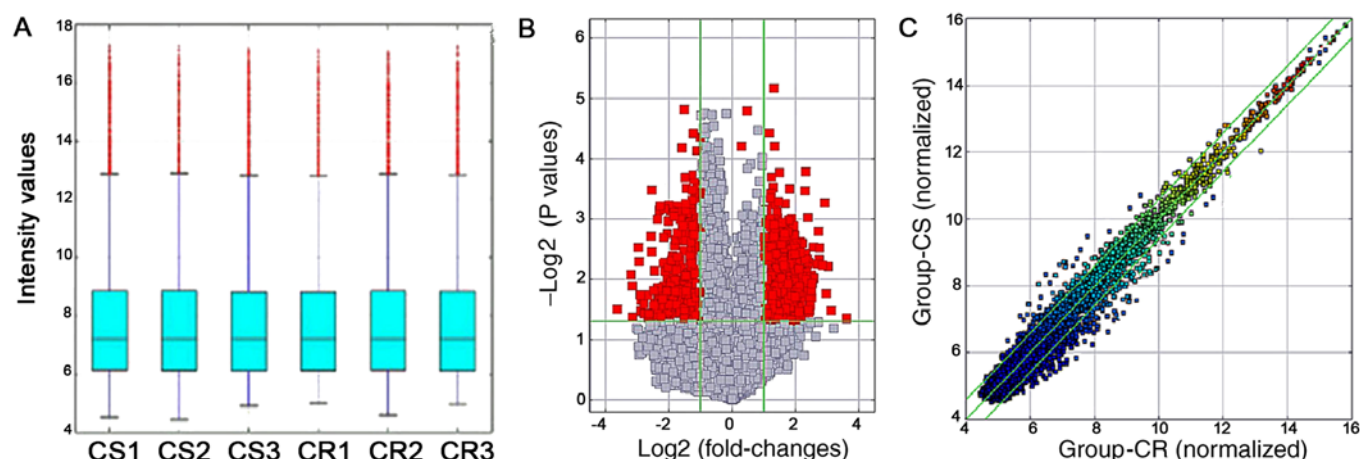 A
Intensity values
18
16
14
12
10
8
6
4
CS1 CS2 CS3 CR1 CR2 CR3
B
−Log2 (P values)
6
5
4
3
2
1
0
-4 -2 0 2 4
Log2 (fold-changes)
C
Group-CS (normalized)
16
14
12
10
8
6
4
4 6 8 10 12 14 16
Group-CR (normalized)